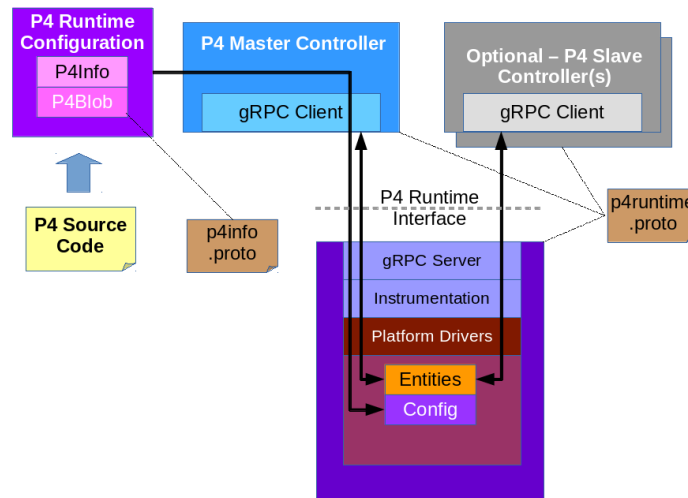 P4 Runtime
Configuration
P4Info
P4Blob
P4 Master Controller
gRPC Client
Optional – P4 Slave
Controller(s)
gRPC Client
P4 Source
Code
p4info
.proto
P4 Runtime
Interface
p4runtime
.proto
gRPC Server
Instrumentation
Platform Drivers
Entities
Config